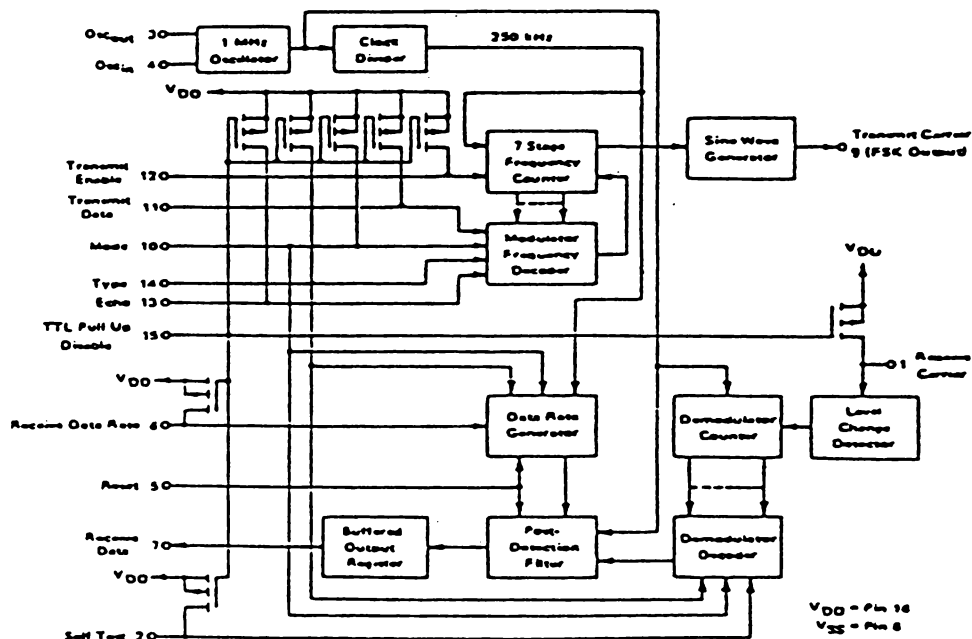 Osc out 3
Osc in 4
1 MHz
Oscillator
Clock
Divider
250 kHz
VDD
Transmit
Enable 12
Transmit
Data 11
Mode 10
Type 14
Echo 13
TTL Pull Up
Disable 15
7 Stage
Frequency
Counter
Modulator
Frequency
Decoder
Sine Wave
Generator
Transmit Carrier
9 (FSK Output)
VDD
1 Receive
Carrier
VDD
Receive Data Rate 6
Data Rate
Generator
Demodulator
Counter
Level
Change
Detector
Reset 5
Receive
Data 7
Buffered
Output
Register
Post-
Detection
Filter
Demodulator
Decoder
VDD
Self Test 2
VDD = Pin 16
VSS = Pin 8